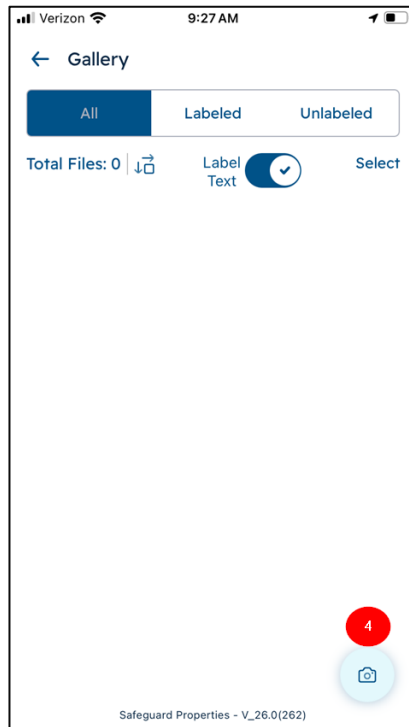 Verizon 9:27 AM
Gallery
All Labeled Unlabeled
Total Files: 0 Label Text Select
4
Safeguard Properties - V_26.0(262)